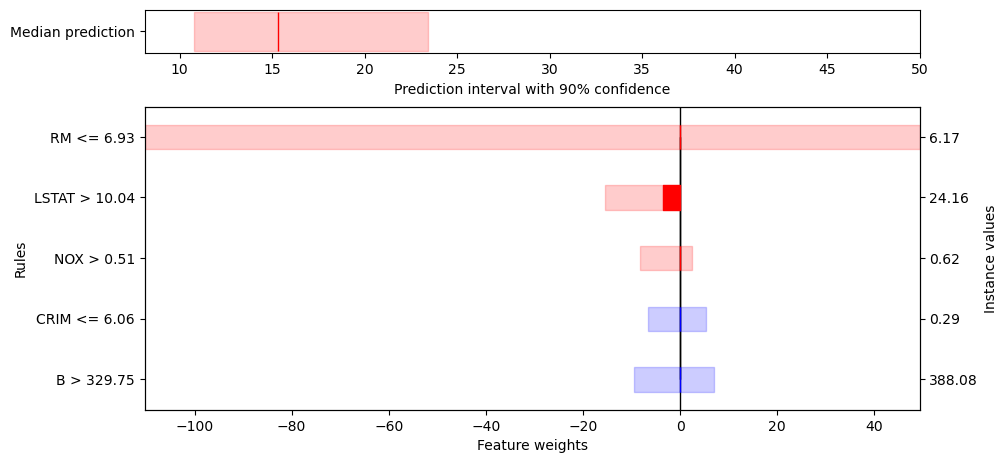 Median prediction
10 15 20 25 30 35 40 45 50
Prediction interval with 90% confidence
RM <= 6.93 6.17
LSTAT > 10.04 24.16
NOX > 0.51 0.62
CRIM <= 6.06 0.29
B > 329.75 388.08
Rules
Instance values
−100 −80 −60 −40 −20 0 20 40
Feature weights